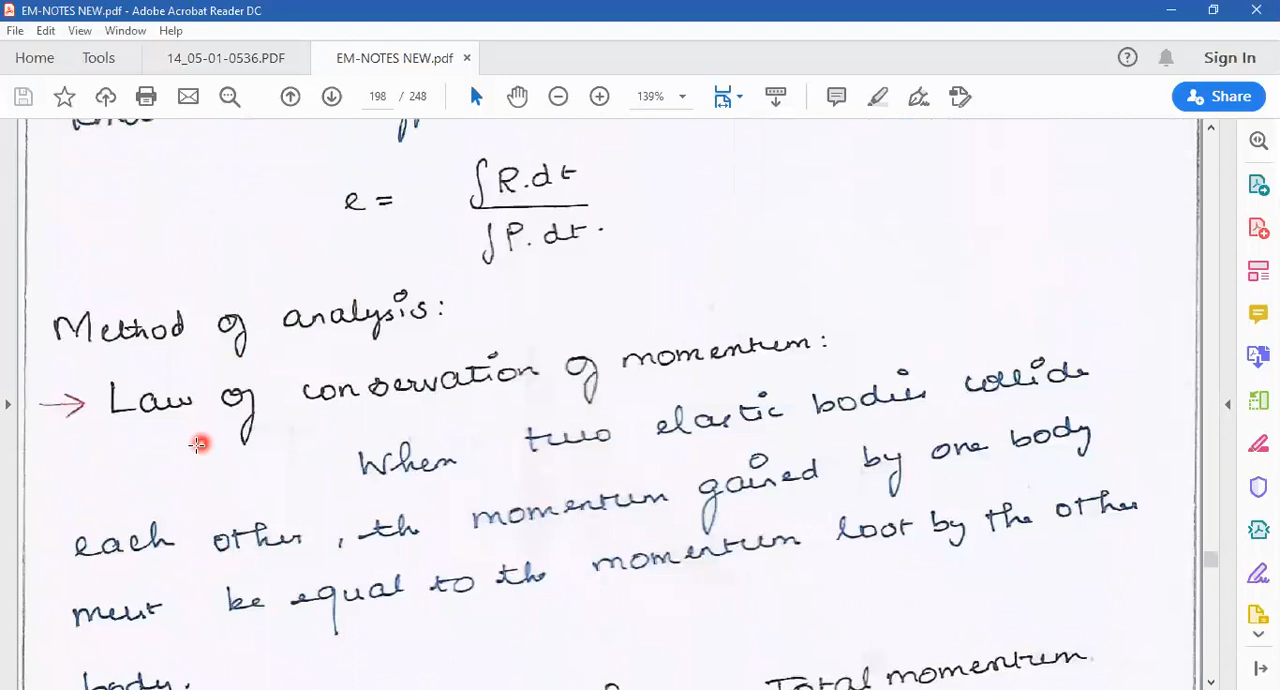 EM-NOTES NEW.pdf - Adobe Acrobat Reader DC
File Edit View Window Help
Home Tools 14_05-01-0536.PDF EM-NOTES NEW.pdf × Sign In
198 / 248 139% Share
e = ∫R.dt
∫P.dt.
Method of analysis:
→ Law of conservation of momentum:
When two elastic bodies collide
each other, the momentum gained by one body
must be equal to the momentum lost by the other
body.
Total momentum